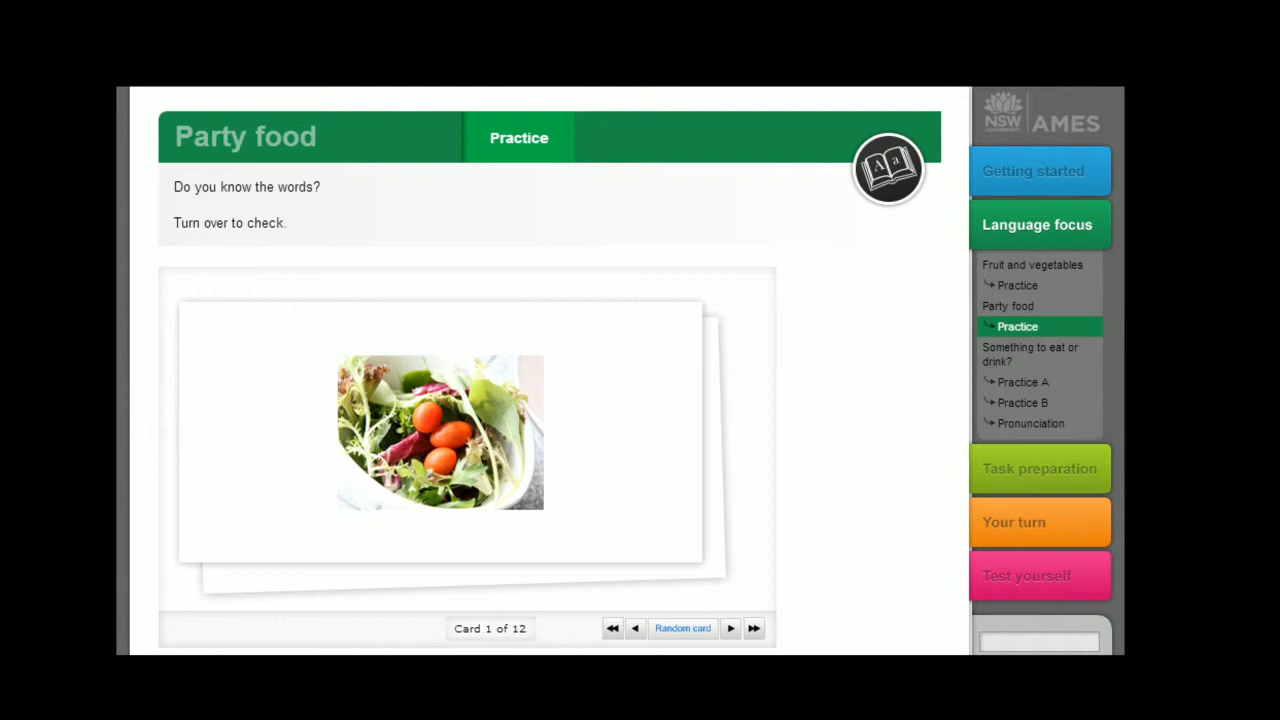 Party food
Practice
Do you know the words?
Turn over to check.
Card 1 of 12
Random card
NSW
GOVERNMENT
AMES
Getting started
Language focus
Fruit and vegetables
Practice
Party food
Practice
Something to eat or
drink?
Practice A
Practice B
Pronunciation
Task preparation
Your turn
Test yourself
A a